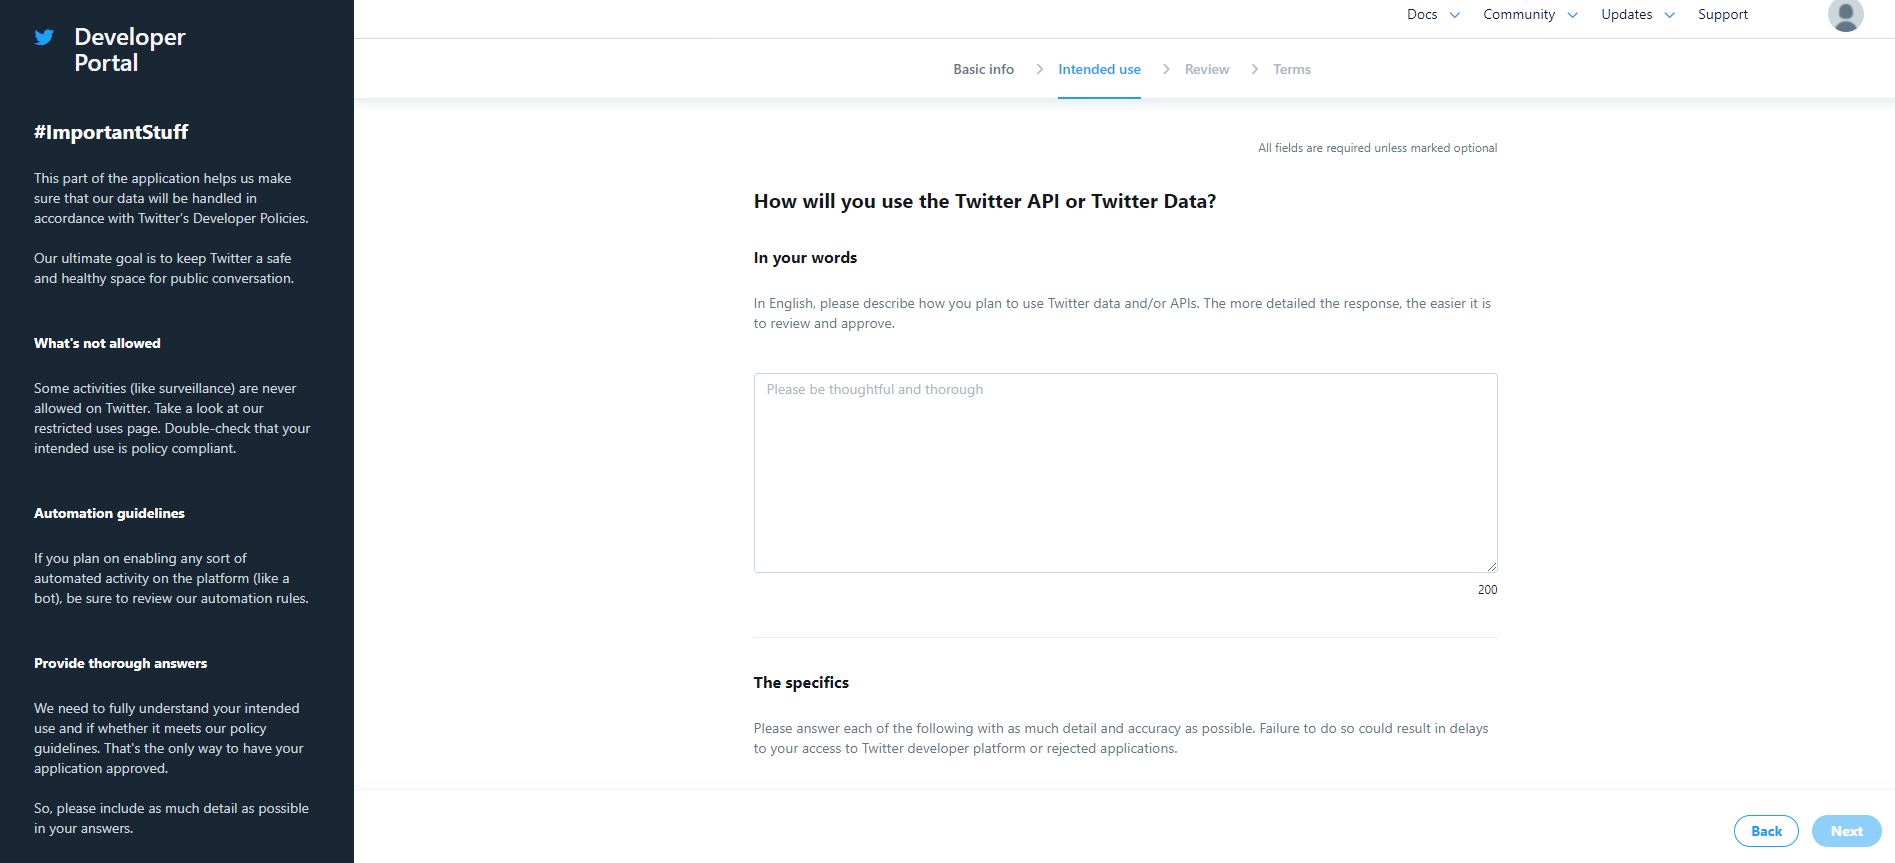 Developer
Portal
#ImportantStuff
This part of the application helps us make
sure that our data will be handled in
accordance with Twitter's Developer Policies.
Our ultimate goal is to keep Twitter a safe
and healthy space for public conversation.
What's not allowed
Some activities (like surveillance) are never
allowed on Twitter. Take a look at our
restricted uses page. Double-check that your
intended use is policy compliant.
Automation guidelines
If you plan on enabling any sort of
automated activity on the platform (like a
bot), be sure to review our automation rules.
Provide thorough answers
We need to fully understand your intended
use and if whether it meets our policy
guidelines. That's the only way to have your
application approved.
So, please include as much detail as possible
in your answers.
Docs Community Updates Support
Basic info Intended use Review Terms
All fields are required unless marked optional
How will you use the Twitter API or Twitter Data?
In your words
In English, please describe how you plan to use Twitter data and/or APIs. The more detailed the response, the easier it is
to review and approve.
Please be thoughtful and thorough
200
The specifics
Please answer each of the following with as much detail and accuracy as possible. Failure to do so could result in delays
to your access to Twitter developer platform or rejected applications.
Back Next